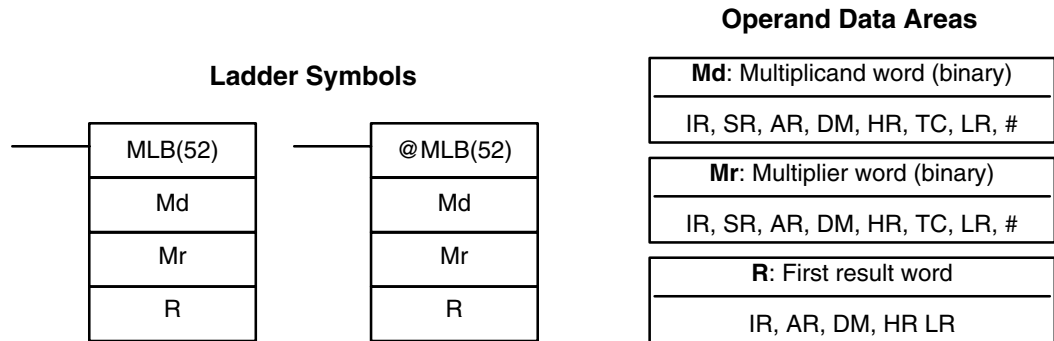 Operand Data Areas
Ladder Symbols
Md: Multiplicand word (binary)
IR, SR, AR, DM, HR, TC, LR, #
MLB(52)
@MLB(52)
Mr: Multiplier word (binary)
Md
Md
IR, SR, AR, DM, HR, TC, LR, #
Mr
Mr
R: First result word
R
R
IR, AR, DM, HR LR